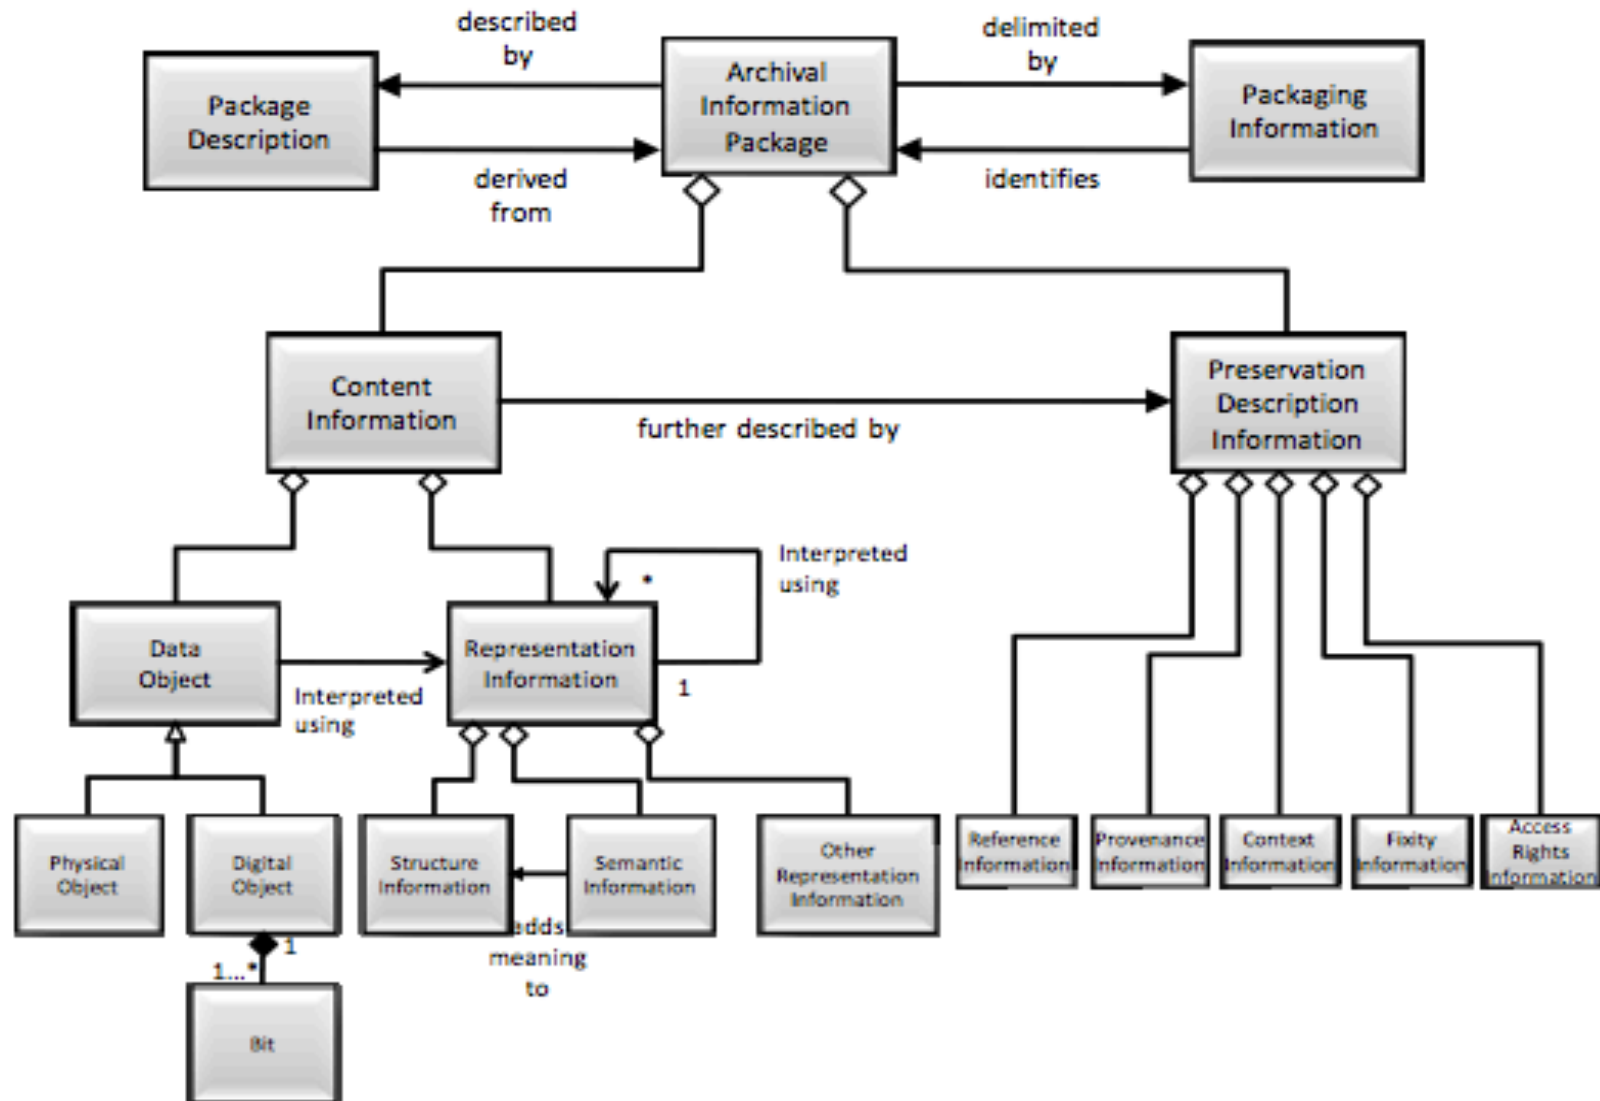 described
by
delimited
by
Package
Description
Archival
Information
Package
Packaging
Information
derived
from
identifies
Content
Information
further described by
Preservation
Description
Information
Interpreted
using
*
Data
Object
Interpreted
using
Representation
Information
1
Physical
Object
Digital
Object
Structure
Information
Semantic
Information
adds
meaning
to
Other
Representation
Information
Reference
Information
Provenance
Information
Context
Information
Fixity
Information
Access
Rights
Information
1
1...*
Bit